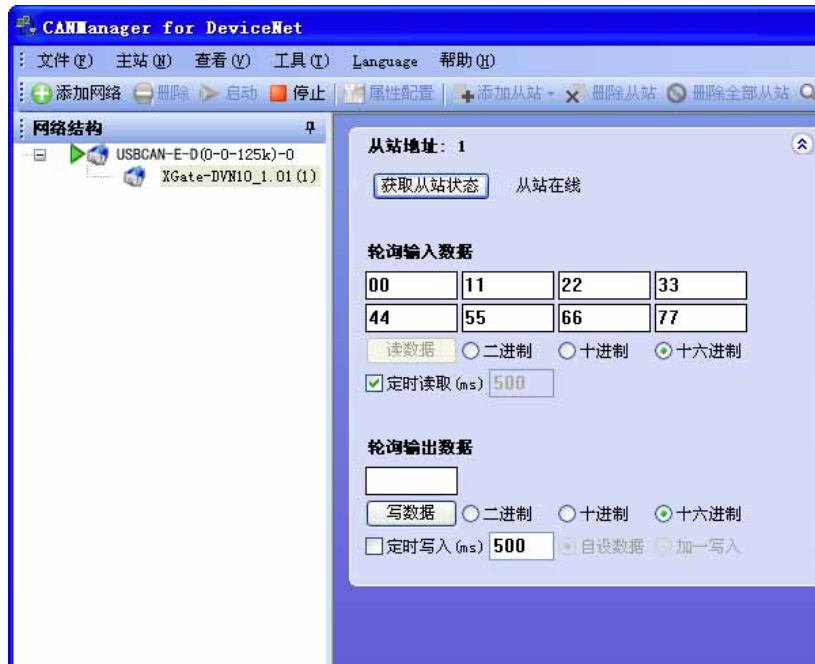 CANManager for DeviceNet
文件(F) 主站(N) 查看(V) 工具(T) Language 帮助(H)
添加网络 删除 启动 停止 属性配置 添加从站 删除从站 删除全部从站
网络结构
USBCAN-E-D(0-0-125k)-0
XGate-DVN10_1.01(1)
从站地址: 1
获取从站状态 从站在线
轮询输入数据
00 11 22 33
44 55 66 77
读数据 二进制 十进制 十六进制
定时读取(ms) 500
轮询输出数据
写数据 二进制 十进制 十六进制
定时写入(ms) 500 自设数据 加一写入